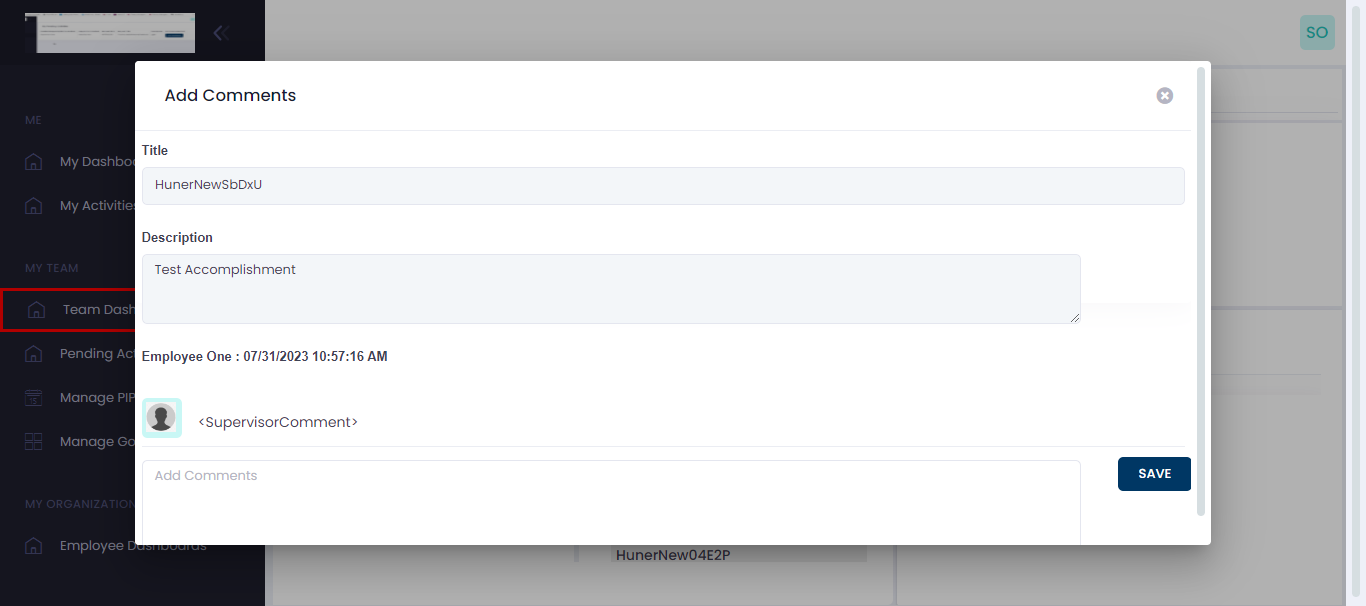 SO
ME
My Dashboa
My Activities
MY TEAM
Team Dash
Pending Act
Manage PIP
Manage Go
MY ORGANIZATION
Employee Dashboards
Add Comments
Title
HunerNewSbDxU
Description
Test Accomplishment
Employee One : 07/31/2023 10:57:16 AM
<SupervisorComment>
Add Comments
SAVE
HunerNew04E2P